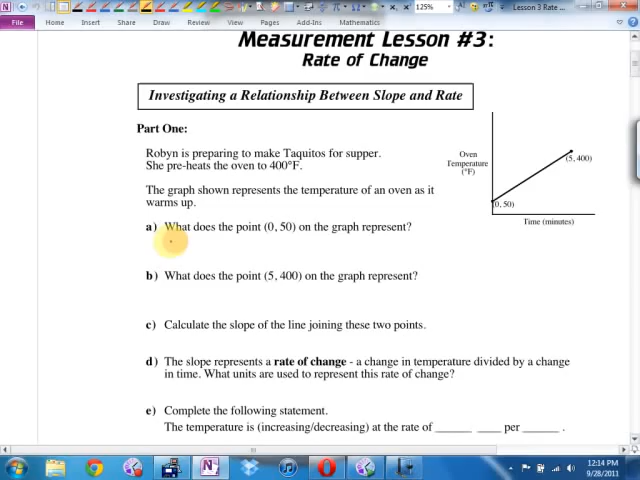 File
Home
Insert
Draw
Review
View
Pages
Add-Ins
Mathematics
125%
Lesson 3 Rate ...
Measurement Lesson #3:
Rate of Change
Investigating a Relationship Between Slope and Rate
Part One:
Robyn is preparing to make Taquitos for supper.
She pre-heats the oven to 400°F.
The graph shown represents the temperature of an oven as it
warms up.
Oven
Temperature
(°F)
(5, 400)
(0, 50)
Time (minutes)
a) What does the point (0, 50) on the graph represent?
b) What does the point (5, 400) on the graph represent?
c) Calculate the slope of the line joining these two points.
d) The slope represents a rate of change - a change in temperature divided by a change
in time. What units are used to represent this rate of change?
e) Complete the following statement.
The temperature is (increasing/decreasing) at the rate of ______ ____ per ______ .
12:14 PM
9/28/2011